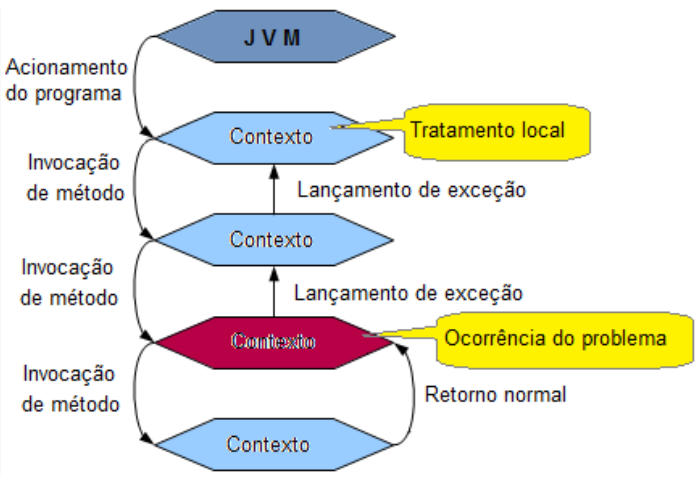 J V M
Acionamento
do programa
Contexto
Tratamento local
Invocação
de método
Lançamento de exceção
Contexto
Invocação
de método
Lançamento de exceção
Contexto
Ocorrência do problema
Invocação
de método
Retorno normal
Contexto